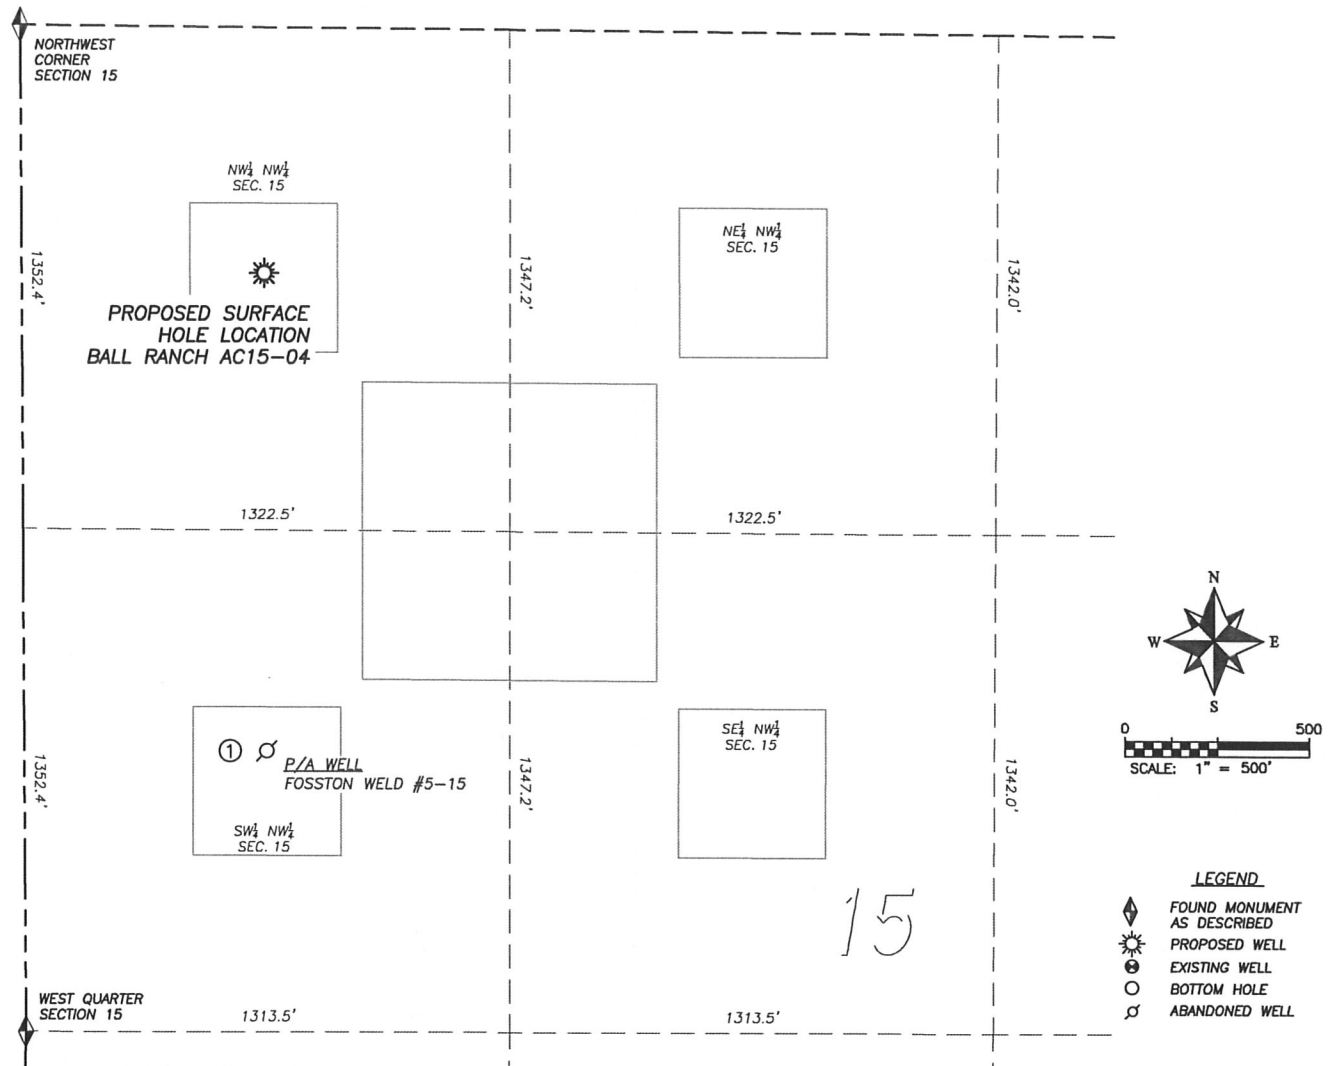 NORTHWEST
CORNER
SECTION 15
NW¼ NW¼
SEC. 15
NE¼ NW¼
SEC. 15
1352.4'
1347.2'
1342.0'
PROPOSED SURFACE
HOLE LOCATION
BALL RANCH AC15-04
1322.5'
1322.5'
N
W
E
S
0
500
SCALE: 1" = 500'
1
P/A WELL
FOSSTON WELD #5-15
SW¼ NW¼
SEC. 15
SE¼ NW¼
SEC. 15
1352.4'
1347.2'
1342.0'
15
LEGEND
FOUND MONUMENT
AS DESCRIBED
PROPOSED WELL
EXISTING WELL
BOTTOM HOLE
ABANDONED WELL
WEST QUARTER
SECTION 15
1313.5'
1313.5'